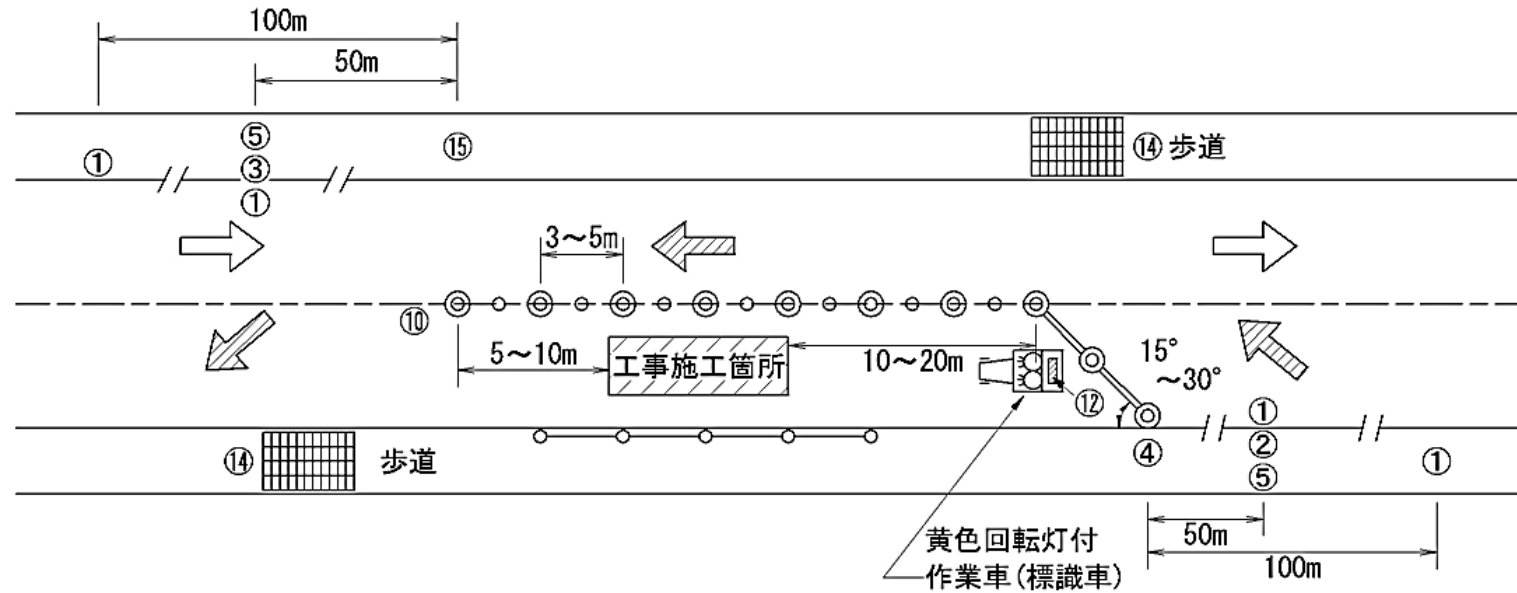 100m
50m
⑤
①
③
⑮
⑭歩道
①
3～5m
⑩
5～10m
工事施工箇所
10～20m
15°
～30°
⑫
①
⑭
歩道
④
②
①
⑤
50m
100m
黄色回転灯付
作業車(標識車)